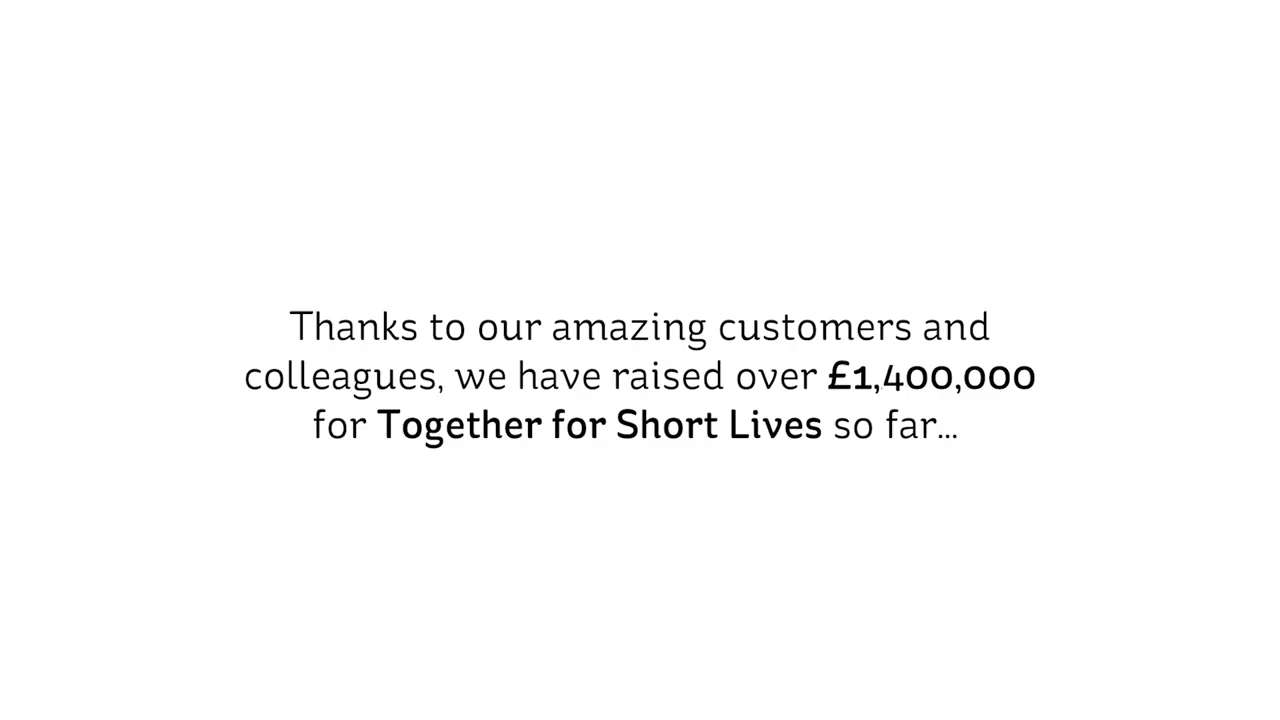 Thanks to our amazing customers and
colleagues, we have raised over £1,400,000
for Together for Short Lives so far...